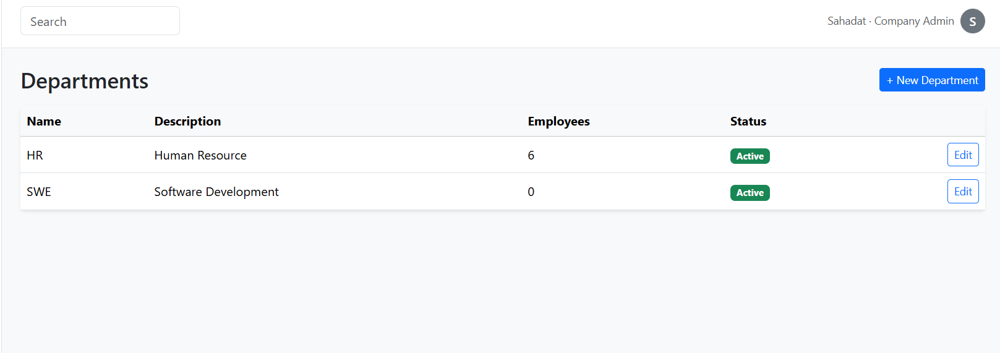 Search
Sahadat · Company Admin
S
Departments
+ New Department
Name Description Employees Status
HR Human Resource 6 Active Edit
SWE Software Development 0 Active Edit